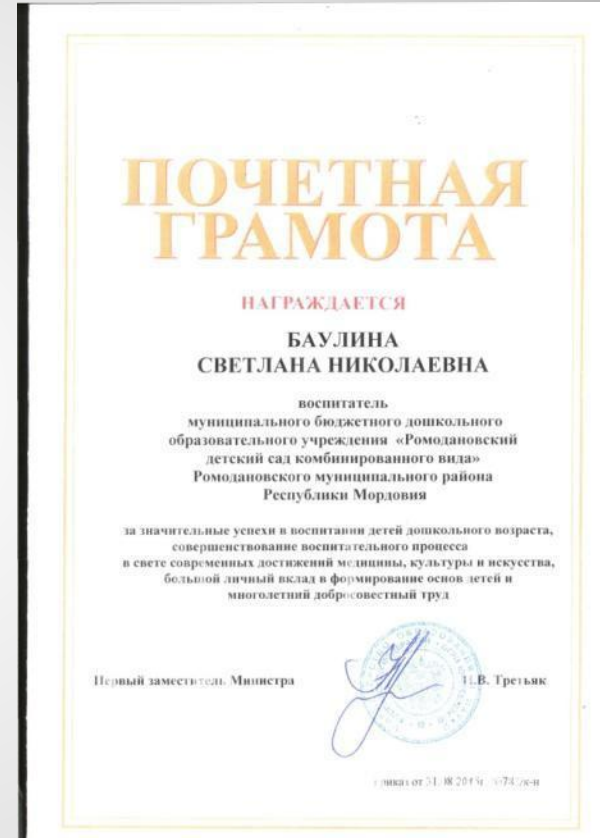 ПОЧЕТНАЯ
ГРАМОТА
НАГРАЖДАЕТСЯ
БАУЛИНА
СВЕТЛАНА НИКОЛАЕВНА
воспитатель
муниципального бюджетного дошкольного
образовательного учреждения «Ромодановский
детский сад комбинированного вида»
Ромодановского муниципального района
Республики Мордовия
за значительные успехи в воспитании детей дошкольного возраста,
совершенствование воспитательного процесса
в свете современных достижений медицины, культуры и искусства,
большой личный вклад в формирование основ детей и
многолетний добросовестный труд
Первый заместитель Министра
Третьяк
приказ от